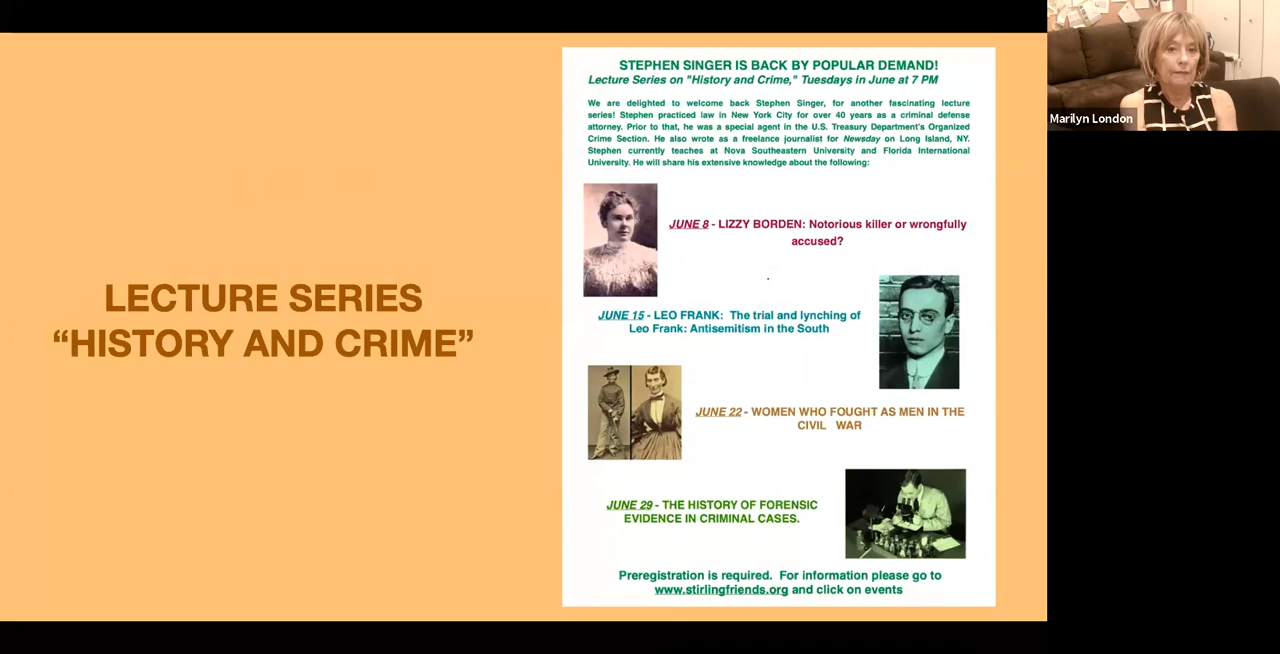 LECTURE SERIES
“HISTORY AND CRIME”
STEPHEN SINGER IS BACK BY POPULAR DEMAND!
Lecture Series on "History and Crime," Tuesdays in June at 7 PM
We are delighted to welcome back Stephen Singer, for another fascinating lecture
series! Stephen practiced law in New York City for over 40 years as a criminal defense
attorney. Prior to that, he was a special agent in the U.S. Treasury Department's Organized
Crime Section. He also wrote as a freelance journalist for Newsday on Long Island, NY.
Stephen currently teaches at Nova Southeastern University and Florida International
University. He will share his extensive knowledge about the following:
JUNE 8 - LIZZY BORDEN: Notorious killer or wrongfully
accused?
JUNE 15 - LEO FRANK: The trial and lynching of
Leo Frank: Antisemitism in the South
JUNE 22 - WOMEN WHO FOUGHT AS MEN IN THE
CIVIL WAR
JUNE 29 - THE HISTORY OF FORENSIC
EVIDENCE IN CRIMINAL CASES.
Preregistration is required. For information please go to
www.stirlingfriends.org and click on events
Marilyn London